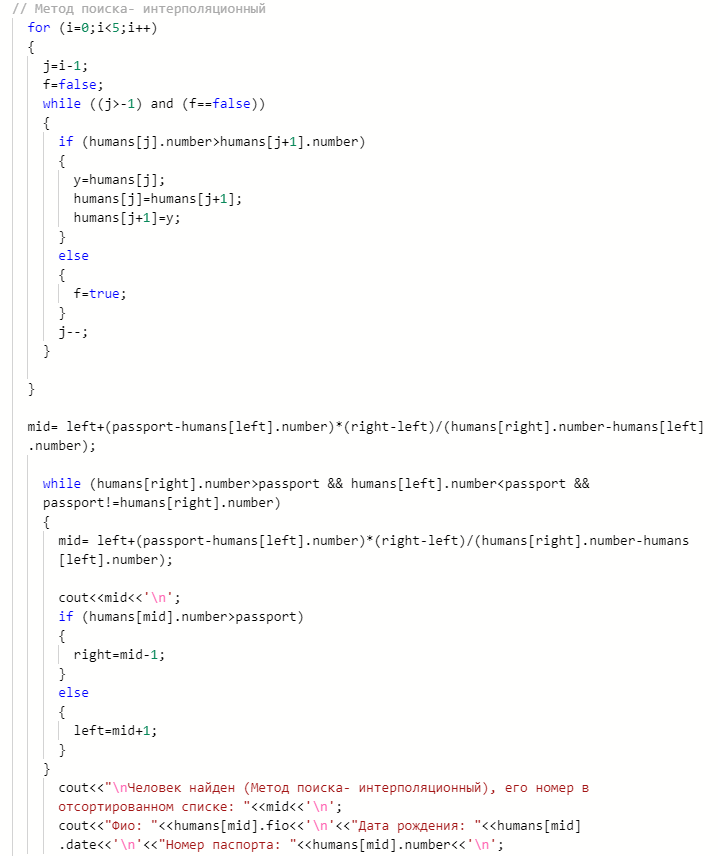 // Метод поиска- интерполяционный
for (i=0;i<5;i++)
{
j=i-1;
f=false;
while ((j>-1) and (f==false))
{
if (humans[j].number>humans[j+1].number)
{
y=humans[j];
humans[j]=humans[j+1];
humans[j+1]=y;
}
else
{
f=true;
}
j--;
}
}
mid= left+(passport-humans[left].number)*(right-left)/(humans[right].number-humans[left]
.number);
while (humans[right].number>passport && humans[left].number<passport &&
passport!=humans[right].number)
{
mid= left+(passport-humans[left].number)*(right-left)/(humans[right].number-humans
[left].number);
cout<<mid<<'\n';
if (humans[mid].number>passport)
{
right=mid-1;
}
else
{
left=mid+1;
}
}
cout<<"\nЧеловек найден (Метод поиска- интерполяционный), его номер в
отсортированном списке: "<<mid<<'\n';
cout<<"Фио: "<<humans[mid].fio<<'\n'<<"Дата рождения: "<<humans[mid]
.date<<'\n'<<"Номер паспорта: "<<humans[mid].number<<'\n';